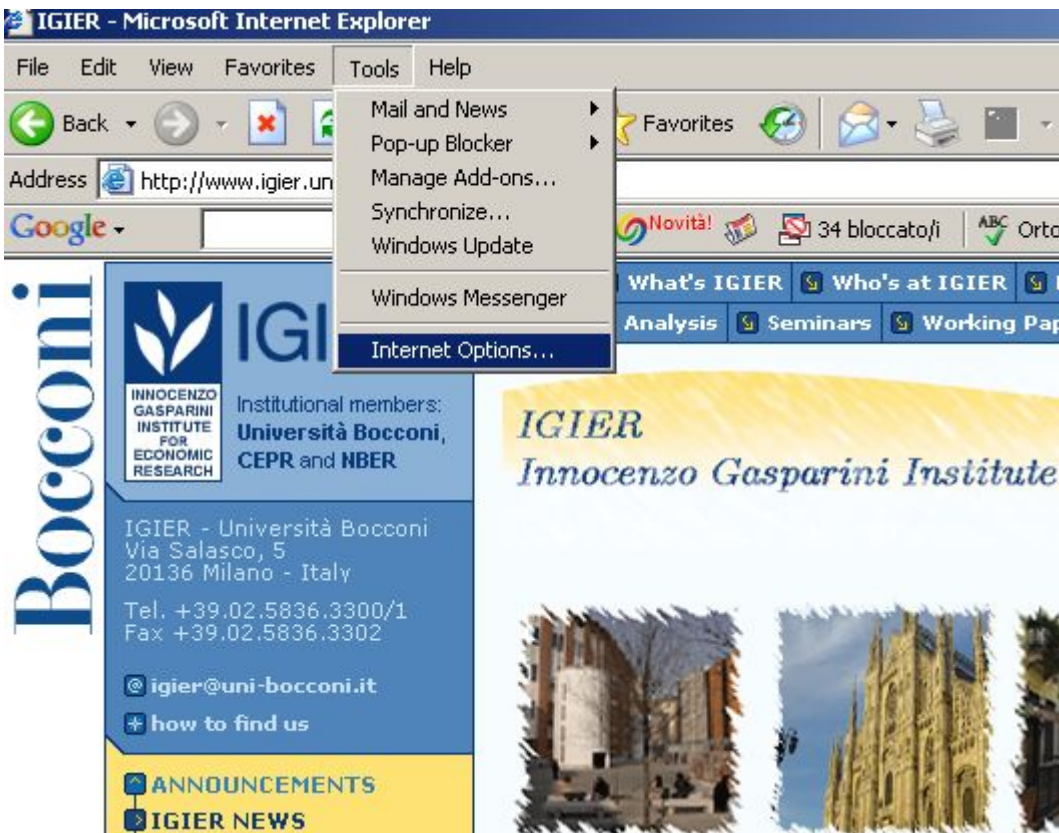 IGIER - Microsoft Internet Explorer
File Edit View Favorites Tools Help
Back Favorites
Mail and News
Pop-up Blocker
Manage Add-ons...
Synchronize...
Windows Update
Windows Messenger
Internet Options...
Address http://www.igier.un
Google Novità! 34 bloccato/i ABC Orto
Bocconi
What's IGIER Who's at IGIER
Analysis Seminars Working Pap
IGI
INNOCENZO
GASPARINI
INSTITUTE
FOR
ECONOMIC
RESEARCH
Institutional members:
Università Bocconi,
CEPR and NBER
IGIER
Innocenzo Gasparini Institute
IGIER - Università Bocconi
Via Salasco, 5
20136 Milano - Italy
Tel. +39.02.5836.3300/1
Fax +39.02.5836.3302
igier@uni-bocconi.it
how to find us
ANNOUNCEMENTS
IGIER NEWS